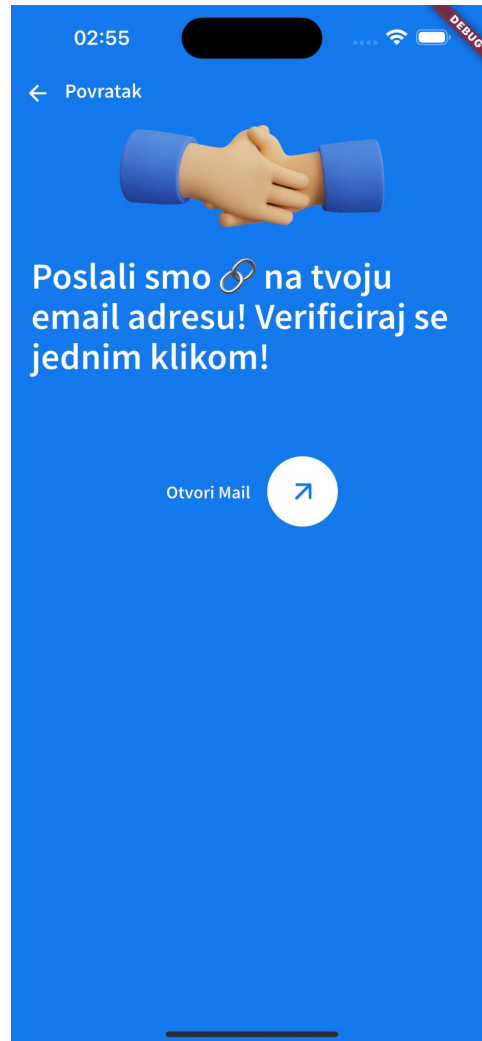 02:55
DEBUG
Povratak
Poslali smo 🔗 na tvoju
email adresu! Verificiraj se
jednim klikom!
Otvori Mail